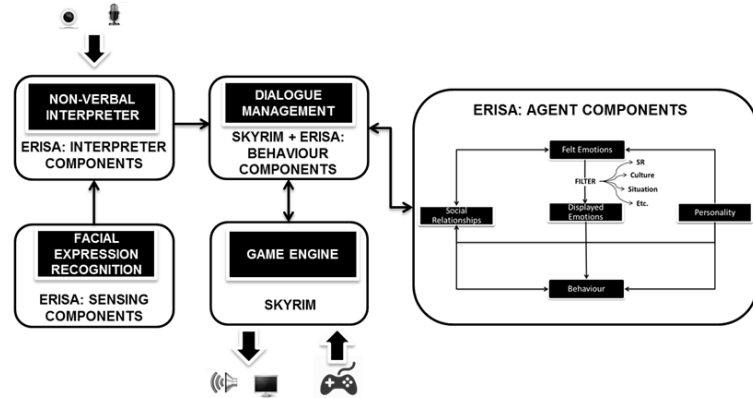 NON-VERBAL
INTERPRETER
ERISA: INTERPRETER
COMPONENTS
DIALOGUE
MANAGEMENT
SKYRIM + ERISA:
BEHAVIOUR
COMPONENTS
FACIAL
EXPRESSION
RECOGNITION
ERISA: SENSING
COMPONENTS
GAME ENGINE
SKYRIM
ERISA: AGENT COMPONENTS
Felt Emotions
FILTER
SR
Culture
Situation
Etc.
Social
Relationships
Displayed
Emotions
Personality
Behaviour